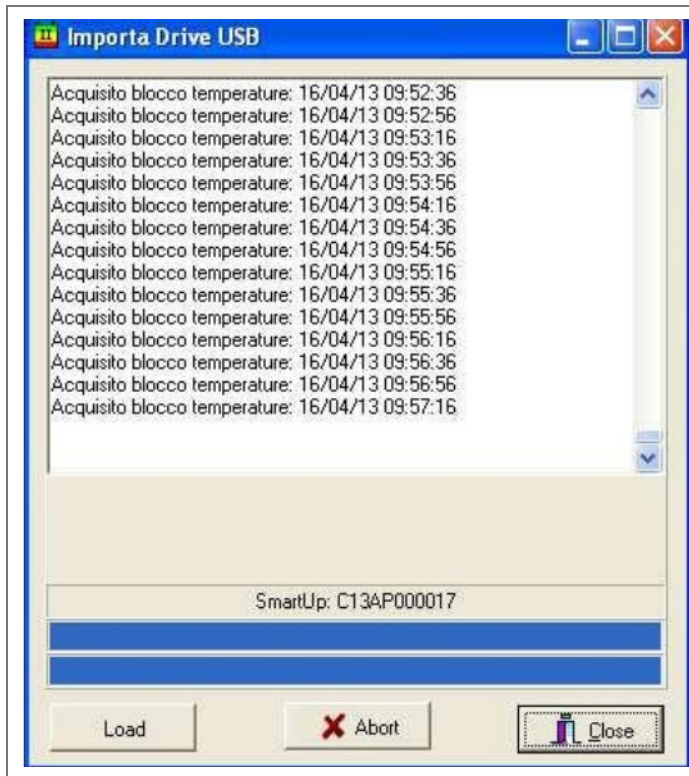 Importa Drive USB
Acquisito blocco temperature: 16/04/13 09:52:36
Acquisito blocco temperature: 16/04/13 09:52:56
Acquisito blocco temperature: 16/04/13 09:53:16
Acquisito blocco temperature: 16/04/13 09:53:36
Acquisito blocco temperature: 16/04/13 09:53:56
Acquisito blocco temperature: 16/04/13 09:54:16
Acquisito blocco temperature: 16/04/13 09:54:36
Acquisito blocco temperature: 16/04/13 09:54:56
Acquisito blocco temperature: 16/04/13 09:55:16
Acquisito blocco temperature: 16/04/13 09:55:36
Acquisito blocco temperature: 16/04/13 09:55:56
Acquisito blocco temperature: 16/04/13 09:56:16
Acquisito blocco temperature: 16/04/13 09:56:36
Acquisito blocco temperature: 16/04/13 09:56:56
Acquisito blocco temperature: 16/04/13 09:57:16
SmartUp: C13AP000017
Load Abort Close